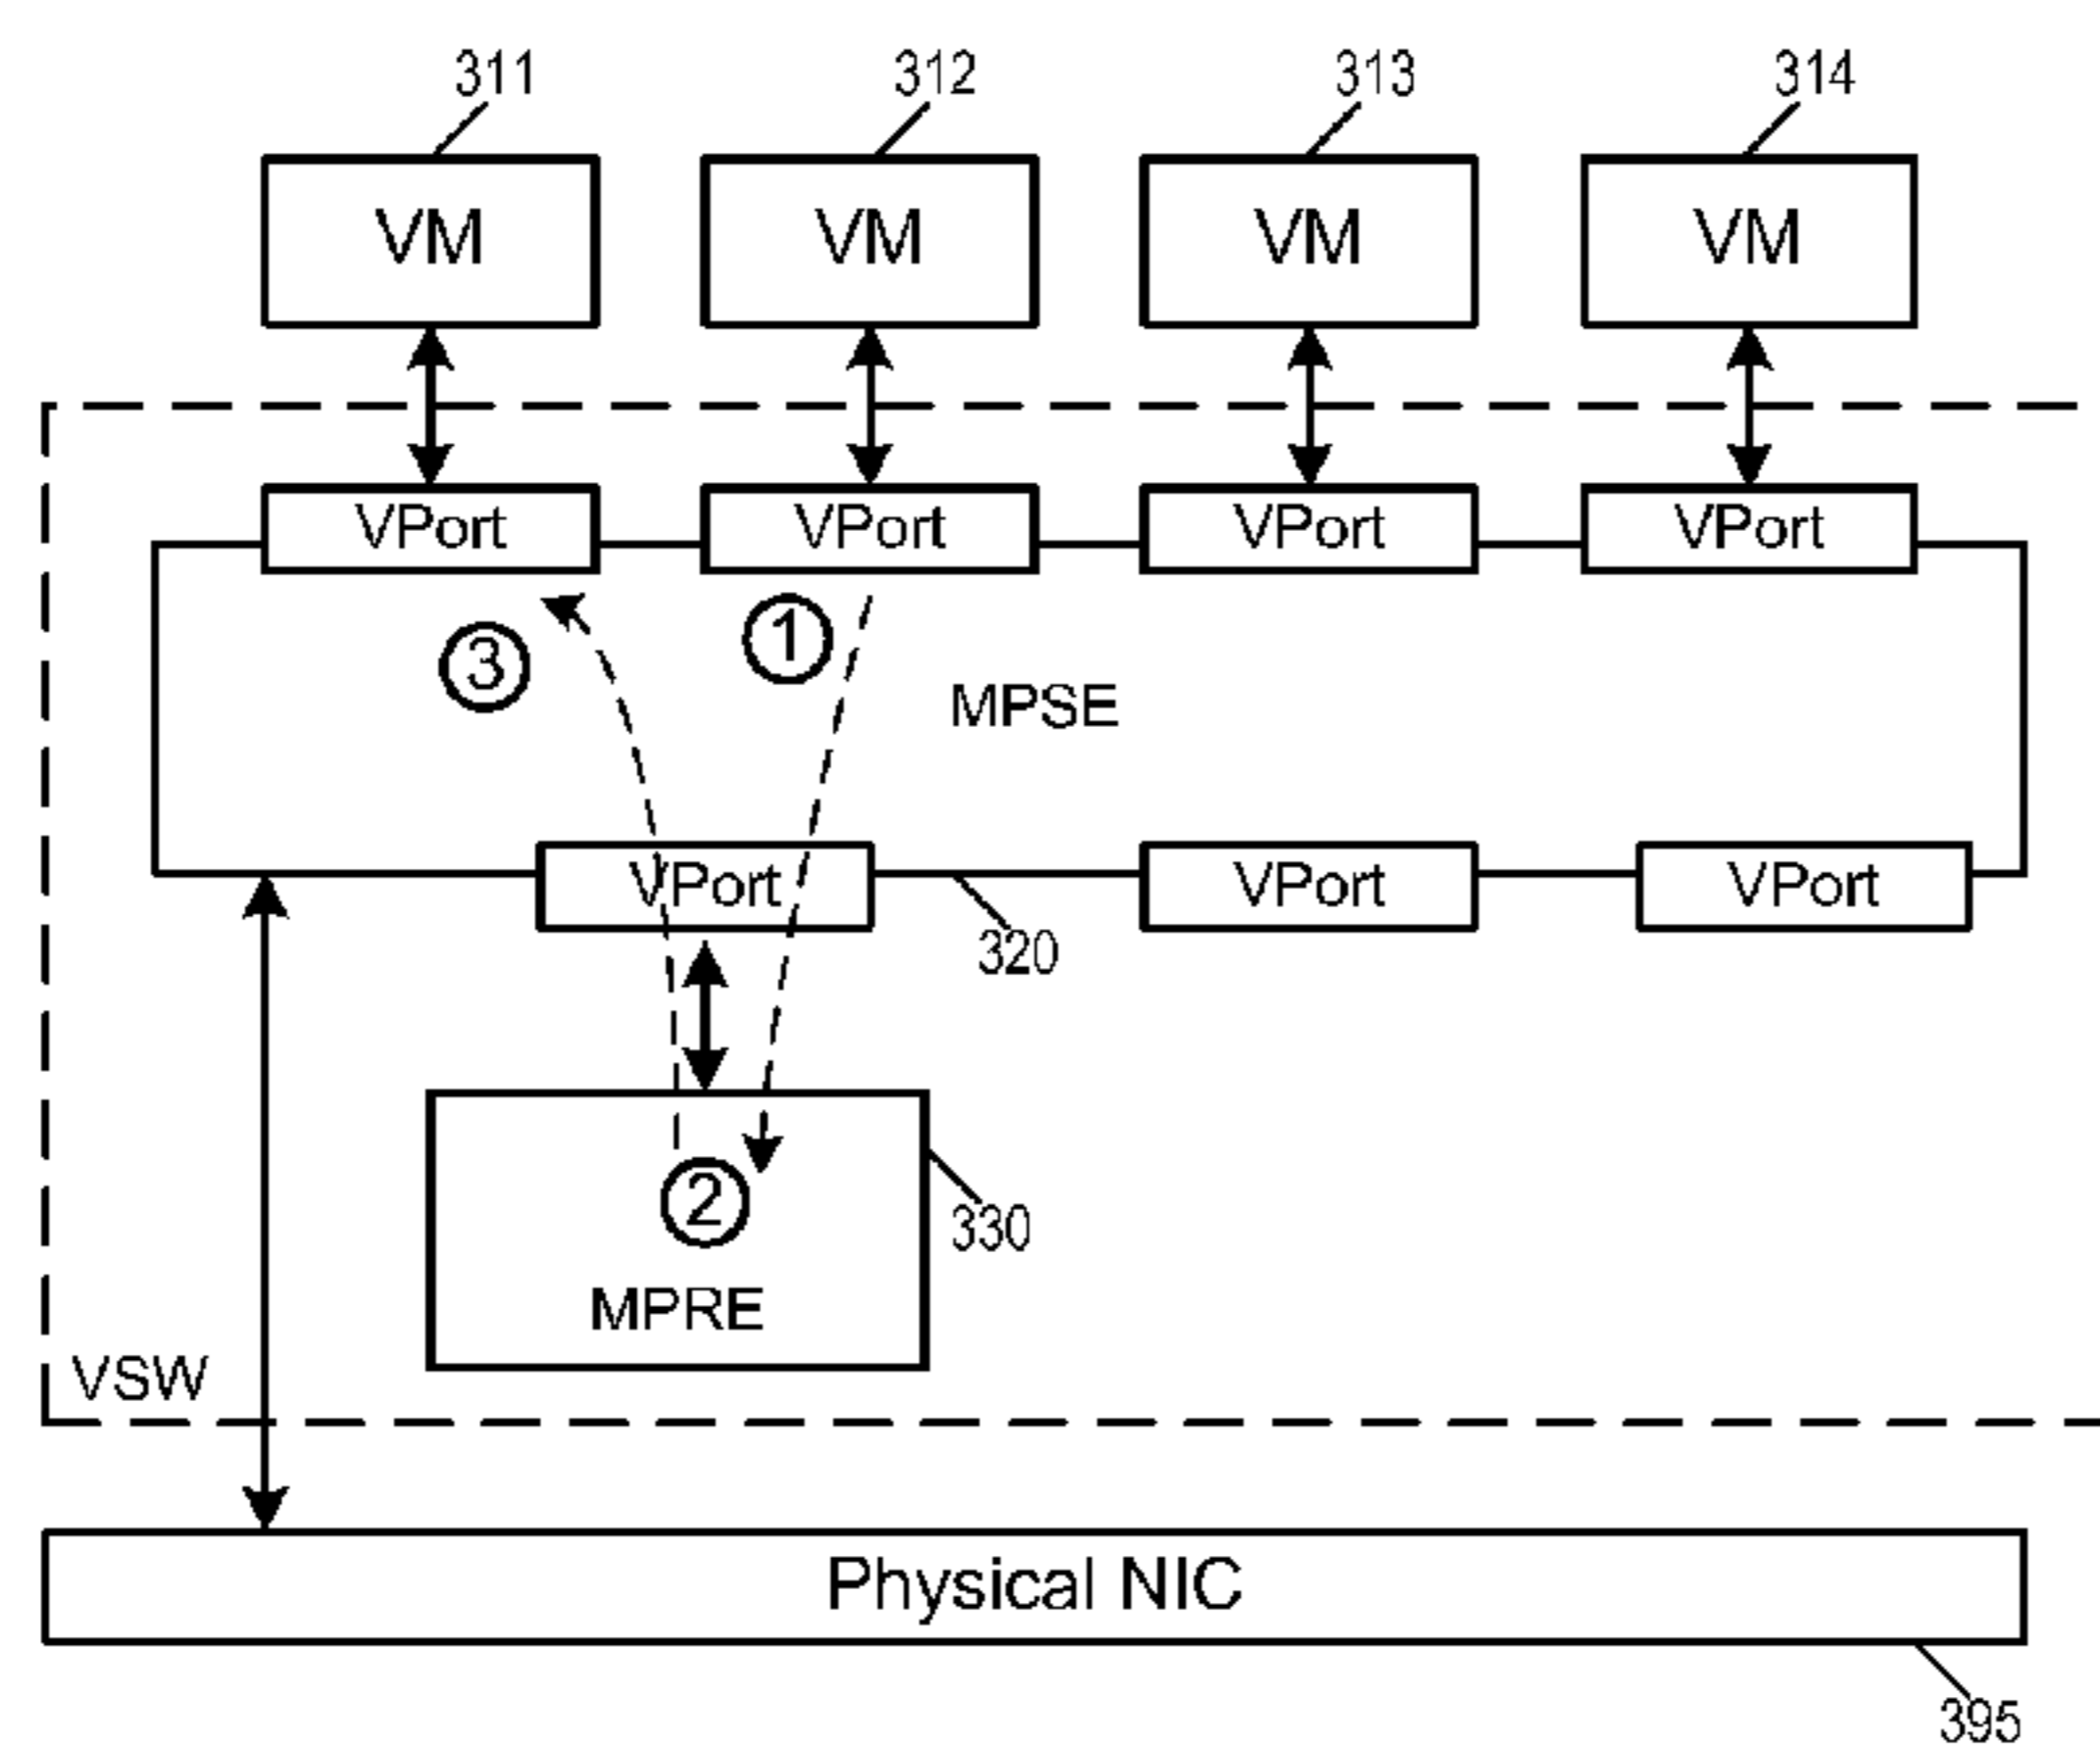 311 312 313 314
VM VM VM VM
VPort VPort VPort VPort
3 1
MPSE
VPort VPort VPort
320
2
330
MPRE
VSW
Physical NIC
395